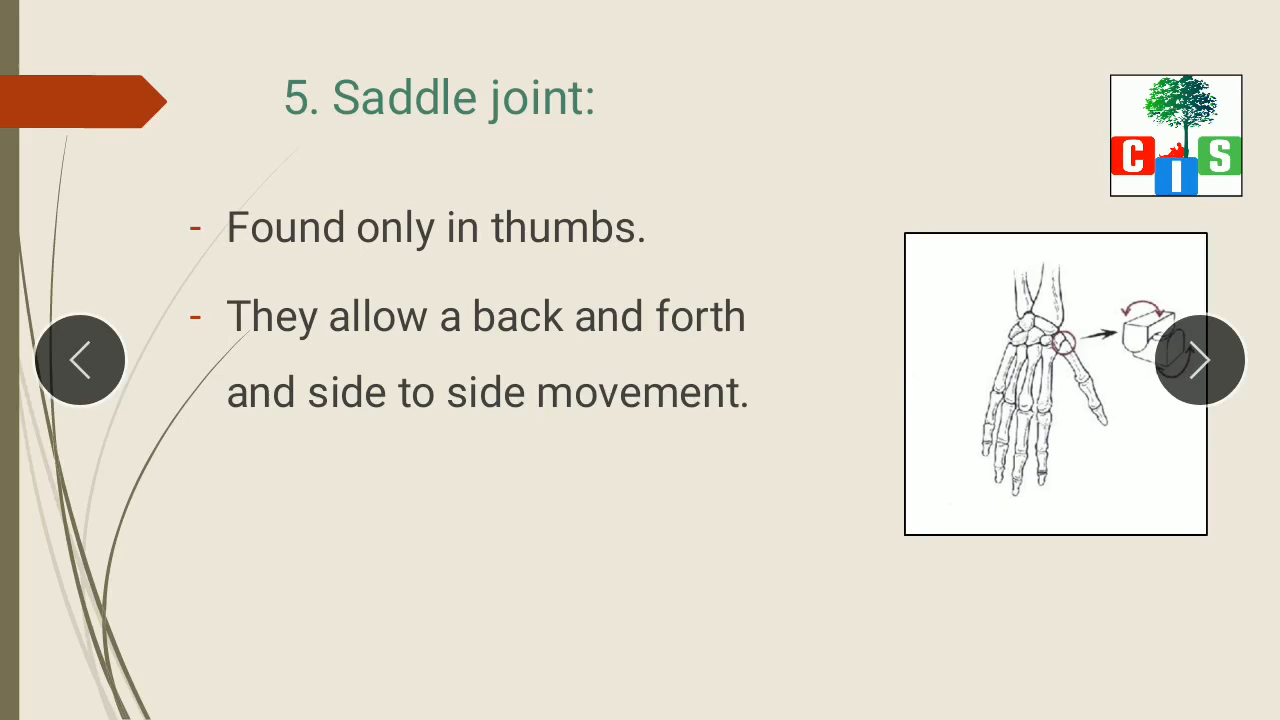 5. Saddle joint:
C I S
- Found only in thumbs.
- They allow a back and forth
and side to side movement.